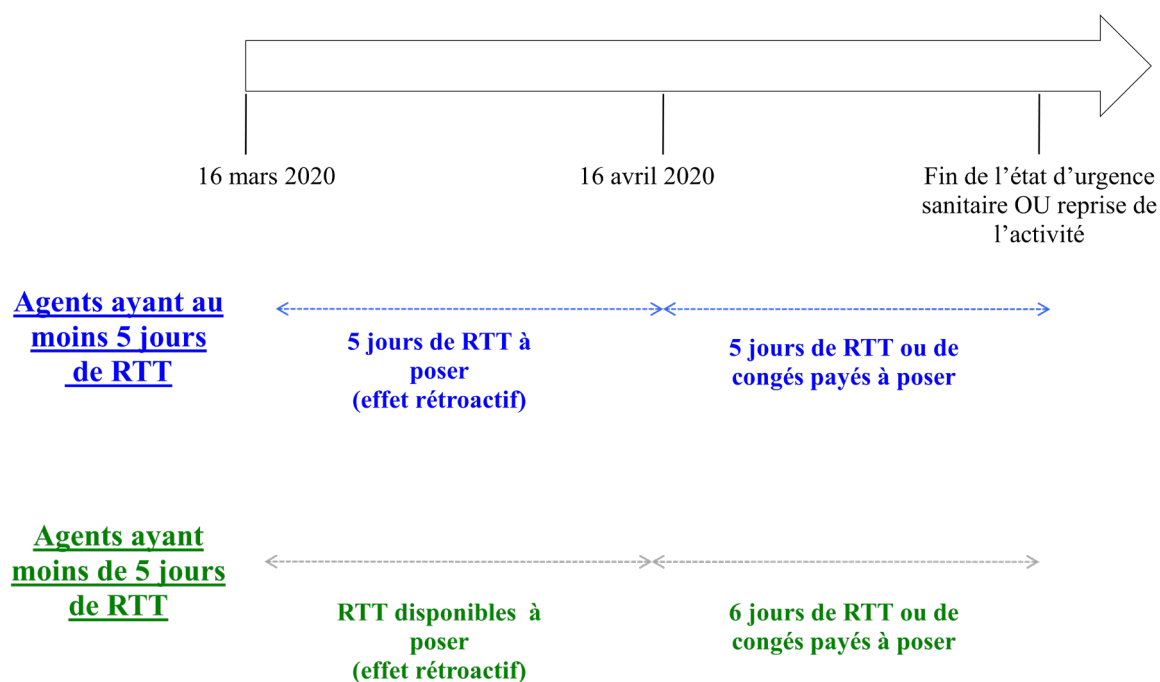 16 mars 2020
16 avril 2020
Fin de l’état d’urgence
sanitaire OU reprise de
l’activité
Agents ayant au
moins 5 jours
de RTT
5 jours de RTT à
poser
(effet rétroactif)
5 jours de RTT ou de
congés payés à poser
Agents ayant
moins de 5 jours
de RTT
RTT disponibles à
poser
(effet rétroactif)
6 jours de RTT ou de
congés payés à poser